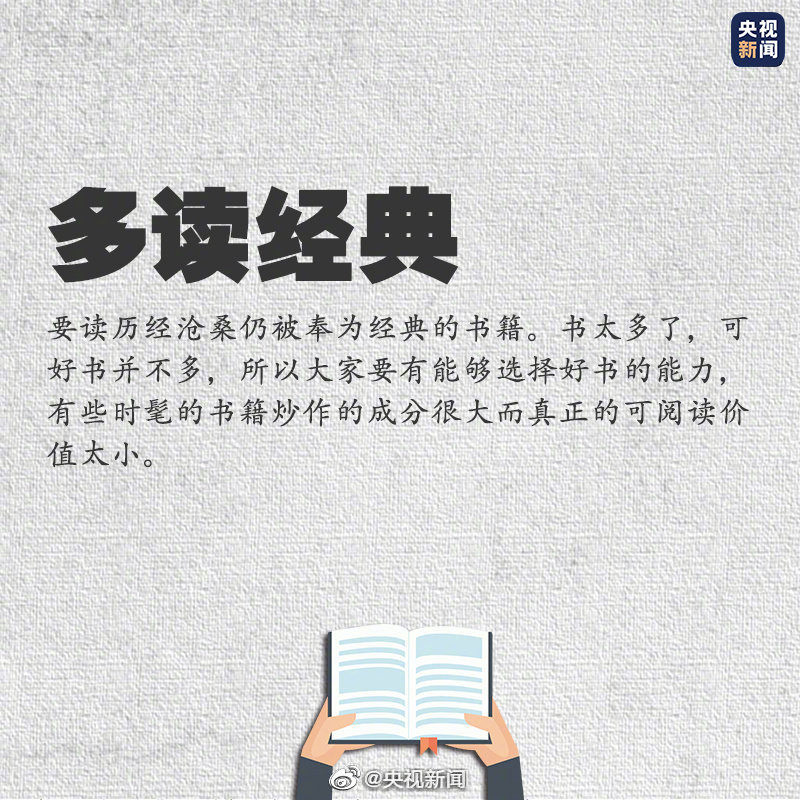 央视
新闻
多读经典
要读历经沧桑仍被奉为经典的书籍。书太多了，可
好书并不多，所以大家要有能够选择好书的能力，
有些时髦的书籍炒作的成分很大而真正的可阅读价
值太小。
@央视新闻